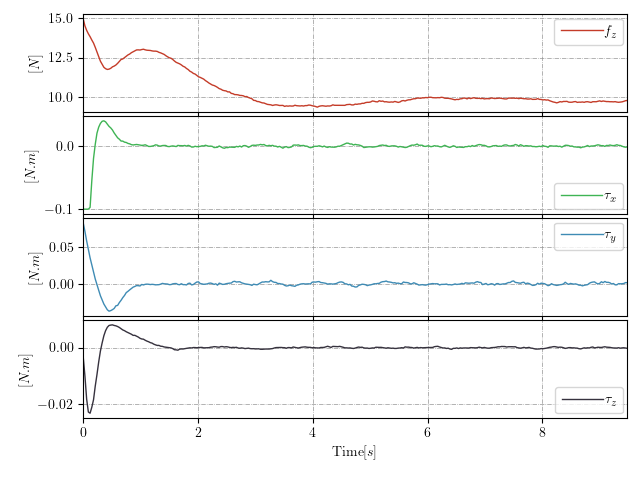 15.0
12.5
10.0
[N]
f_z
0.0
−0.1
[N.m]
τ_x
0.05
0.00
[N.m]
τ_y
0.00
−0.02
[N.m]
τ_z
0 2 4 6 8
Time[s]